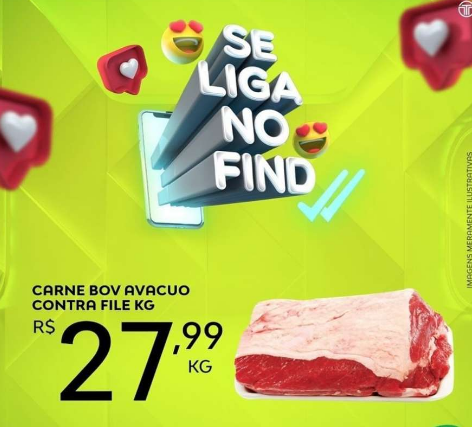 SE
LIGA
NO
FIND
IMAGENS MERAMENTE ILUSTRATIVAS
CARNE BOV AVACUO
CONTRA FILE KG
R$ 27,99
KG